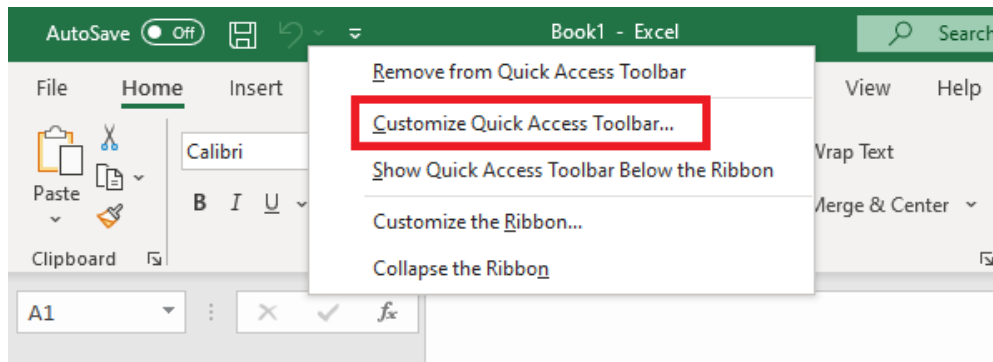 AutoSave Off Book1 - Excel Search
File Home Insert View Help
Remove from Quick Access Toolbar
Customize Quick Access Toolbar...
Show Quick Access Toolbar Below the Ribbon
Customize the Ribbon...
Collapse the Ribbon
Paste Calibri Wrap Text
B I U Merge & Center
Clipboard
A1 fx